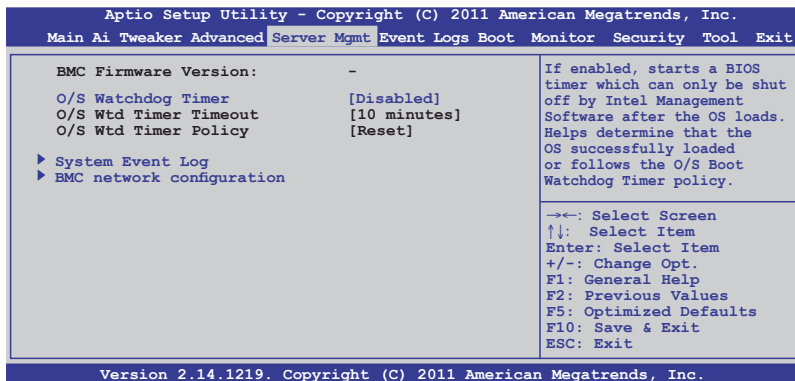 Aptio Setup Utility - Copyright (C) 2011 American Megatrends, Inc.
Main Ai Tweaker Advanced Server Mgmt Event Logs Boot Monitor Security Tool Exit
BMC Firmware Version: -
O/S Watchdog Timer [Disabled]
O/S Wtd Timer Timeout [10 minutes]
O/S Wtd Timer Policy [Reset]
System Event Log
BMC network configuration
If enabled, starts a BIOS
timer which can only be shut
off by Intel Management
Software after the OS loads.
Helps determine that the
OS successfully loaded
or follows the O/S Boot
Watchdog Timer policy.
→←: Select Screen
↑↓: Select Item
Enter: Select Item
+/-: Change Opt.
F1: General Help
F2: Previous Values
F5: Optimized Defaults
F10: Save & Exit
ESC: Exit
Version 2.14.1219. Copyright (C) 2011 American Megatrends, Inc.